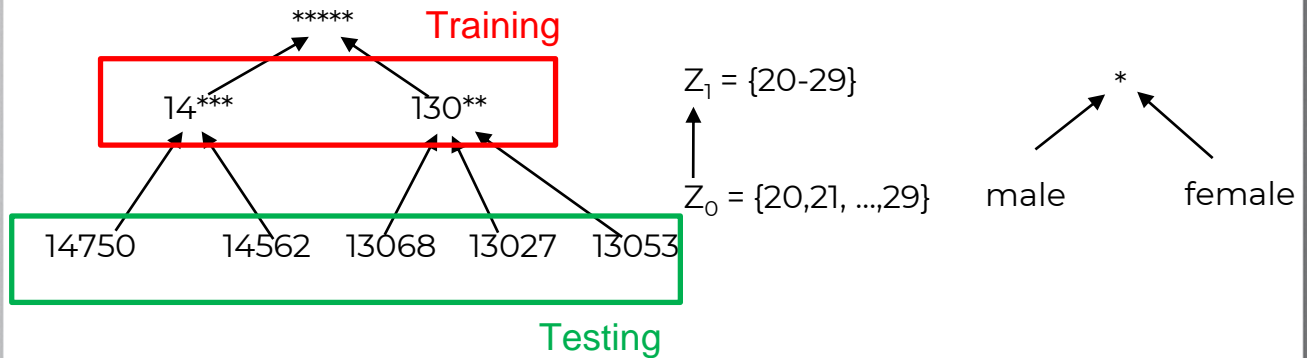 ***** Training
14*** 130**
Z₁ = {20-29}
*
Z₀ = {20,21, ...,29}
male female
14750 14562 13068 13027 13053
Testing